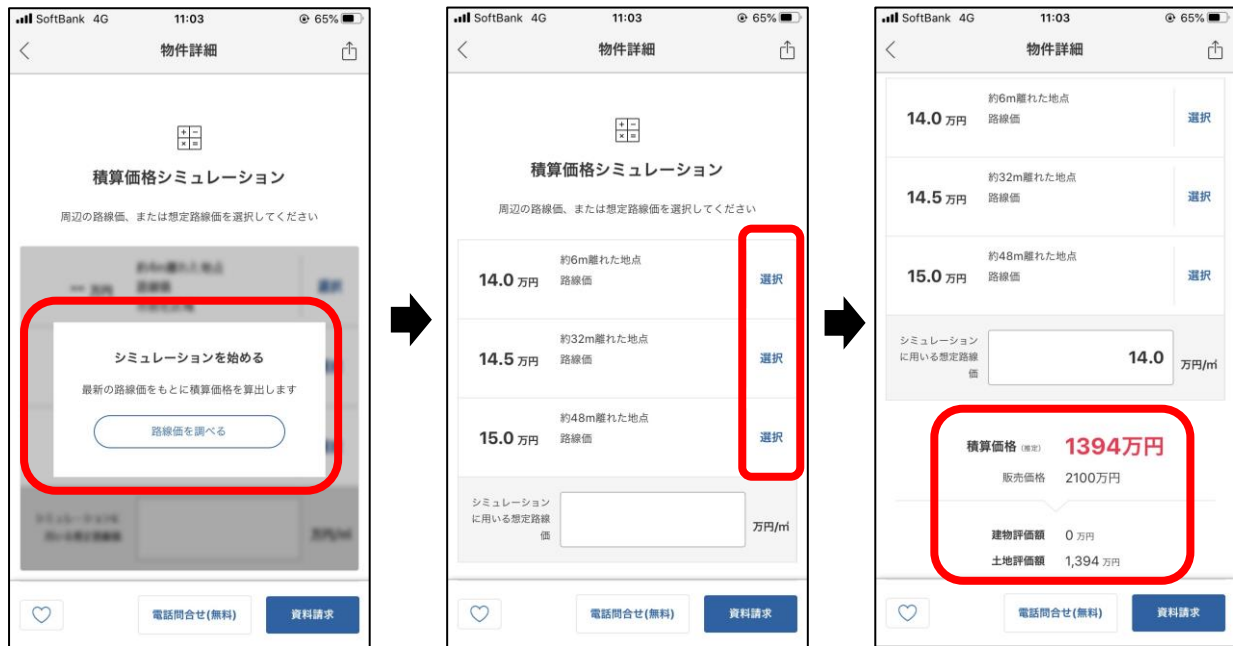 SoftBank 4G 11:03 65%
物件詳細
積算価格シミュレーション
周辺の路線価、または想定路線価を選択してください
シミュレーションを始める
最新の路線価をもとに積算価格を算出します
路線価を調べる
万円/㎡
電話問合せ(無料) 資料請求
SoftBank 4G 11:03 65%
物件詳細
積算価格シミュレーション
周辺の路線価、または想定路線価を選択してください
約6m離れた地点
14.0 万円 路線価 選択
約32m離れた地点
14.5 万円 路線価 選択
約48m離れた地点
15.0 万円 路線価 選択
シミュレーション
に用いる想定路線
価
万円/㎡
電話問合せ(無料) 資料請求
SoftBank 4G 11:03 65%
物件詳細
約6m離れた地点
14.0 万円 路線価 選択
約32m離れた地点
14.5 万円 路線価 選択
約48m離れた地点
15.0 万円 路線価 選択
シミュレーション
に用いる想定路線
価
14.0 万円/㎡
積算価格 (推定) 1394万円
販売価格 2100万円
建物評価額 0 万円
土地評価額 1,394 万円
電話問合せ(無料) 資料請求